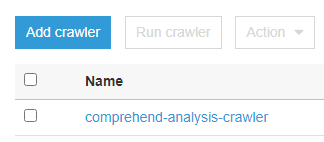 Add crawler Run crawler Action
Name
comprehend-analysis-crawler